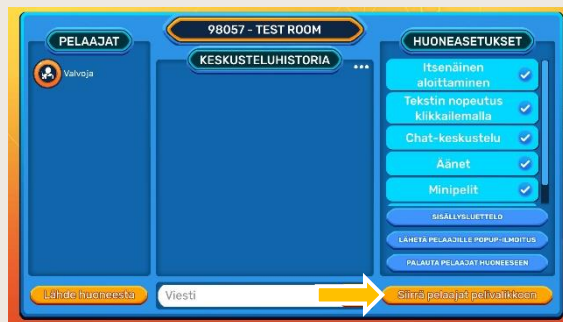 98057 - TEST ROOM
PELAAJAT
Valvoja
KESKUSTELUHISTORIA
HUONEASETUKSET
Itsenäinen
aloittaminen
Tekstin nopeutus
klikkailemalla
Chat-keskustelu
Äänet
Minipelit
SISÄLLYSLUETTELO
LÄHETÄ PELAAJILLE POPUP-ILMOITUS
PALAUTA PELAAJAT HUONEESEEN
Lähde huoneesta
Viesti
Siirrä pelaajat pelivalikkoon